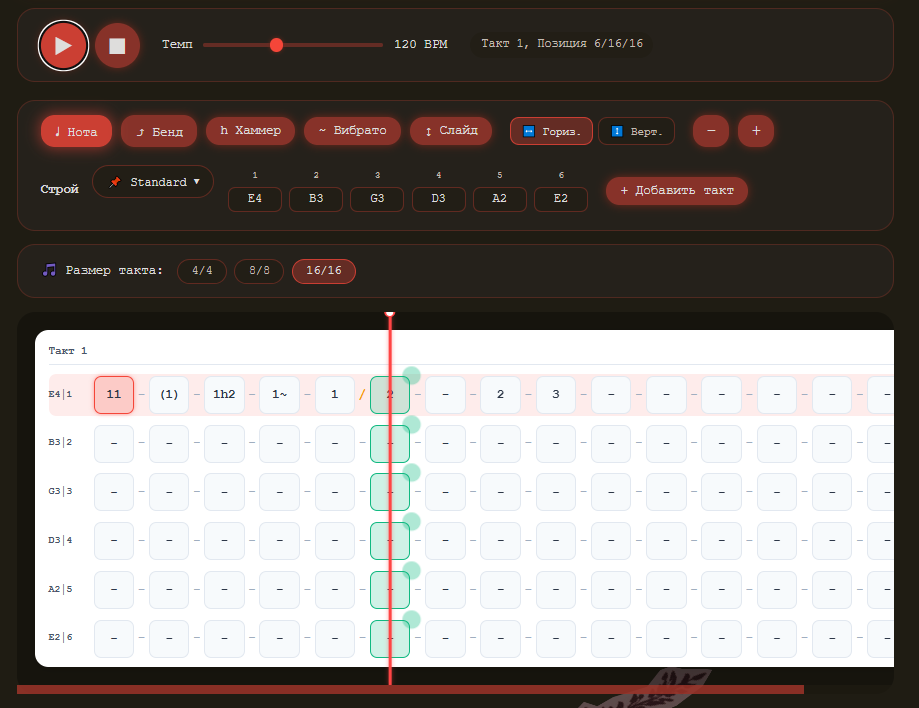 Темп 120 BPM Такт 1, Позиция 6/16/16
♩ Нота ⤴ Бенд h Хаммер ~ Вибрато ↕ Слайд Гориз. Верт. − +
1 2 3 4 5 6
Строй Standard ▼ E4 B3 G3 D3 A2 E2 + Добавить такт
Размер такта: 4/4 8/8 16/16
Такт 1
E4|1 11 – (1) – 1h2 – 1~ – 1 / 2 – – – 2 – 3 – – – – – – – – – – – –
B3|2 – – – – – – – – – – – – – – – – – – – – – – – – – – – – –
G3|3 – – – – – – – – – – – – – – – – – – – – – – – – – – – – –
D3|4 – – – – – – – – – – – – – – – – – – – – – – – – – – – – –
A2|5 – – – – – – – – – – – – – – – – – – – – – – – – – – – – –
E2|6 – – – – – – – – – – – – – – – – – – – – – – – – – – – – –